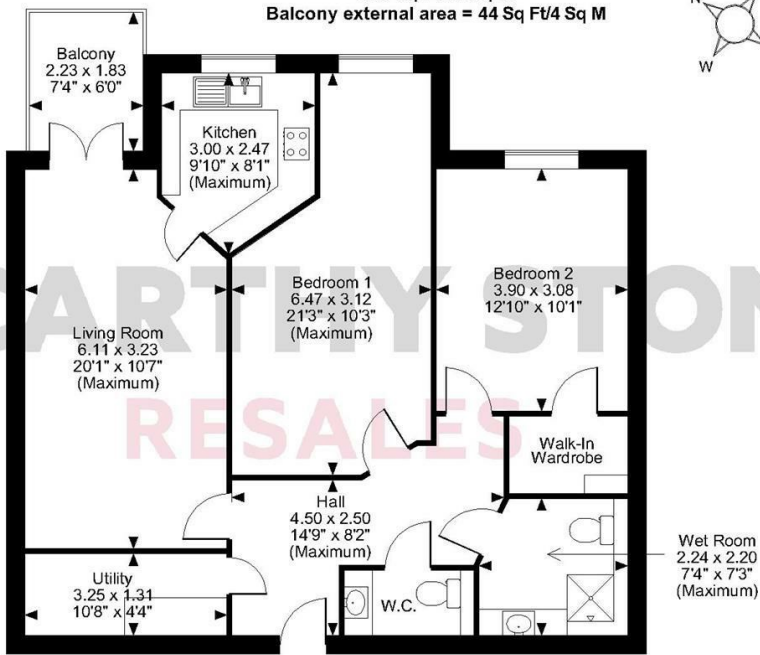 Balcony external area = 44 Sq Ft/4 Sq M
N
W
Balcony
2.23 x 1.83
7'4" x 6'0"
Kitchen
3.00 x 2.47
9'10" x 8'1"
(Maximum)
Bedroom 1
6.47 x 3.12
21'3" x 10'3"
(Maximum)
Bedroom 2
3.90 x 3.08
12'10" x 10'1"
Living Room
6.11 x 3.23
20'1" x 10'7"
(Maximum)
CARTHY STON
RESALES
Walk-In
Wardrobe
Hall
4.50 x 2.50
14'9" x 8'2"
(Maximum)
Wet Room
2.24 x 2.20
7'4" x 7'3"
(Maximum)
Utility
3.25 x 1.31
10'8" x 4'4"
W.C.